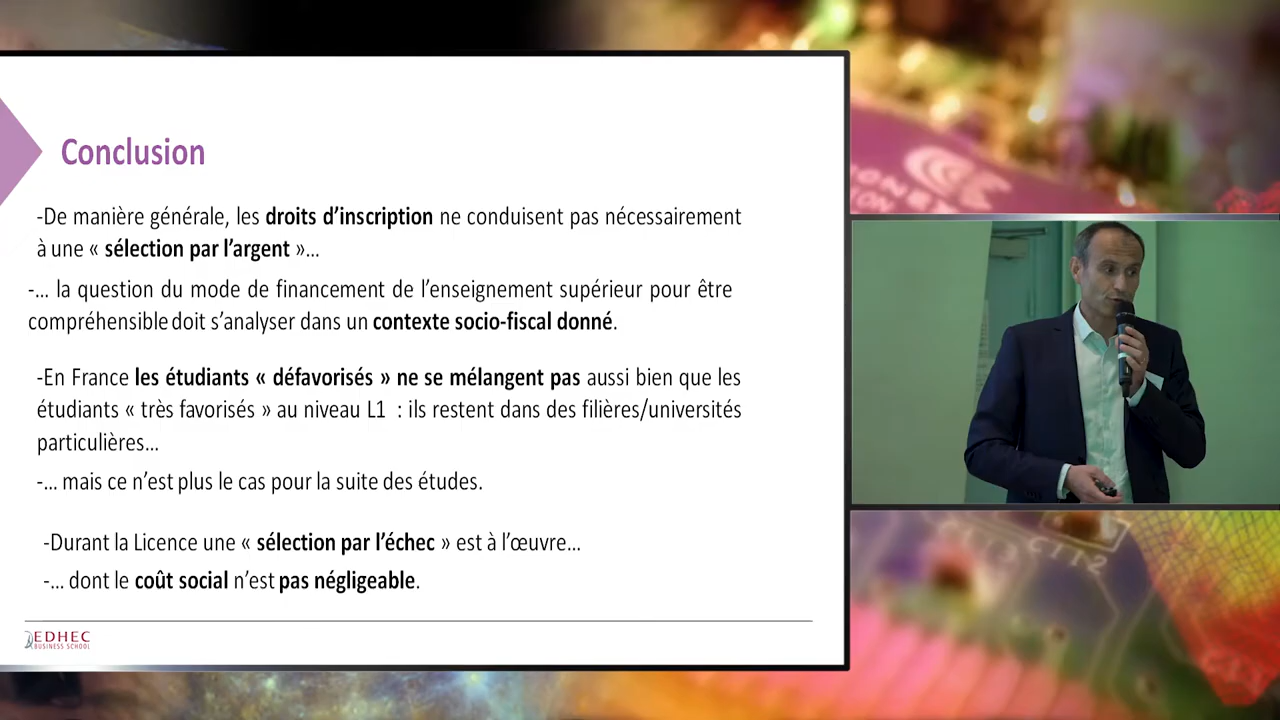 Conclusion
-De manière générale, les droits d’inscription ne conduisent pas nécessairement
à une « sélection par l’argent »…
-… la question du mode de financement de l’enseignement supérieur pour être
compréhensible doit s’analyser dans un contexte socio-fiscal donné.
-En France les étudiants « défavorisés » ne se mélangent pas aussi bien que les
étudiants « très favorisés » au niveau L1 : ils restent dans des filières/universités
particulières…
-… mais ce n’est plus le cas pour la suite des études.
-Durant la Licence une « sélection par l’échec » est à l’œuvre…
-… dont le coût social n’est pas négligeable.
EDHEC
BUSINESS SCHOOL
C112